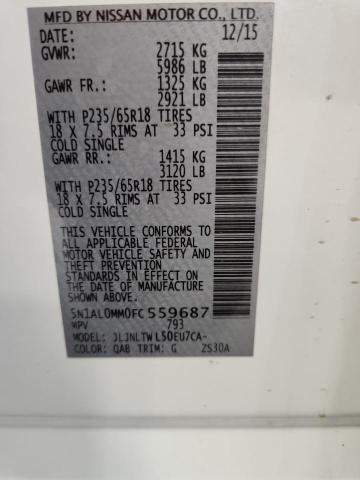 MFD BY NISSAN MOTOR CO., LTD.
DATE: 12/15
GVWR: 2715 KG
5986 LB
GAWR FR.: 1325 KG
2921 LB
WITH P235/65R18 TIRES
18 X 7.5 RIMS AT 33 PSI
COLD SINGLE
GAWR RR.: 1415 KG
3120 LB
WITH P235/65R18 TIRES
18 X 7.5 RIMS AT 33 PSI
COLD SINGLE
THIS VEHICLE CONFORMS TO
ALL APPLICABLE FEDERAL
MOTOR VEHICLE SAFETY AND
THEFT PREVENTION
STANDARDS IN EFFECT ON
THE DATE OF MANUFACTURE
SHOWN ABOVE.
5N1AL0MM0FC559687
MPV 793
MODEL: JLJNLTWL50EU7CA-
COLOR: QAB TRIM: G ZS30A